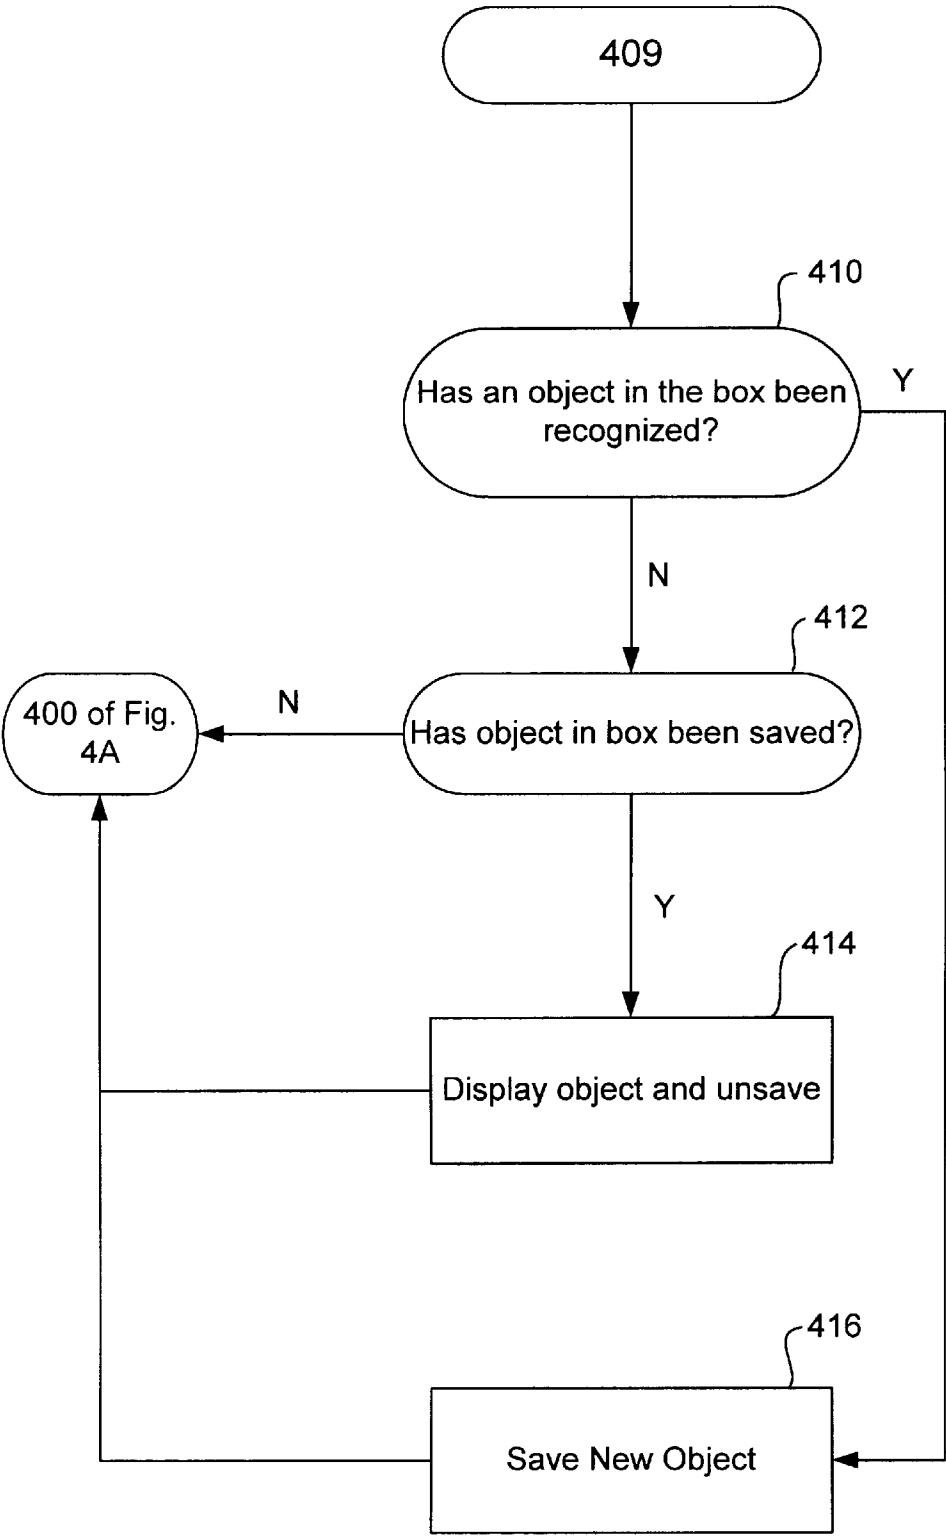 409
410
Has an object in the box been
recognized?
Y
N
412
400 of Fig.
4A
N
Has object in box been saved?
Y
414
Display object and unsave
416
Save New Object